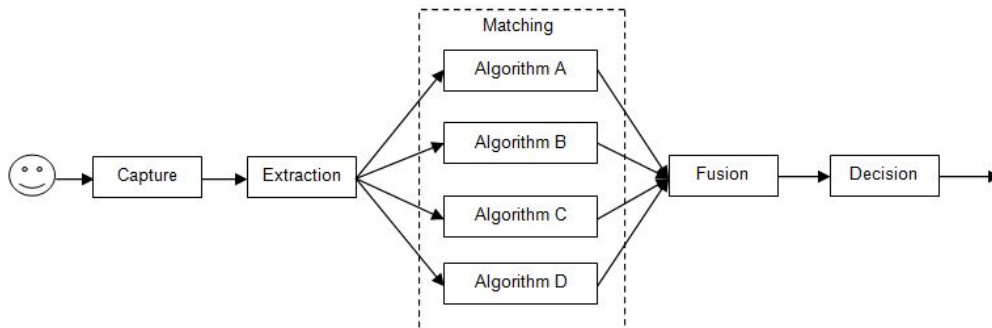 Matching
Algorithm A
Algorithm B
Capture
Extraction
Fusion
Decision
Algorithm C
Algorithm D